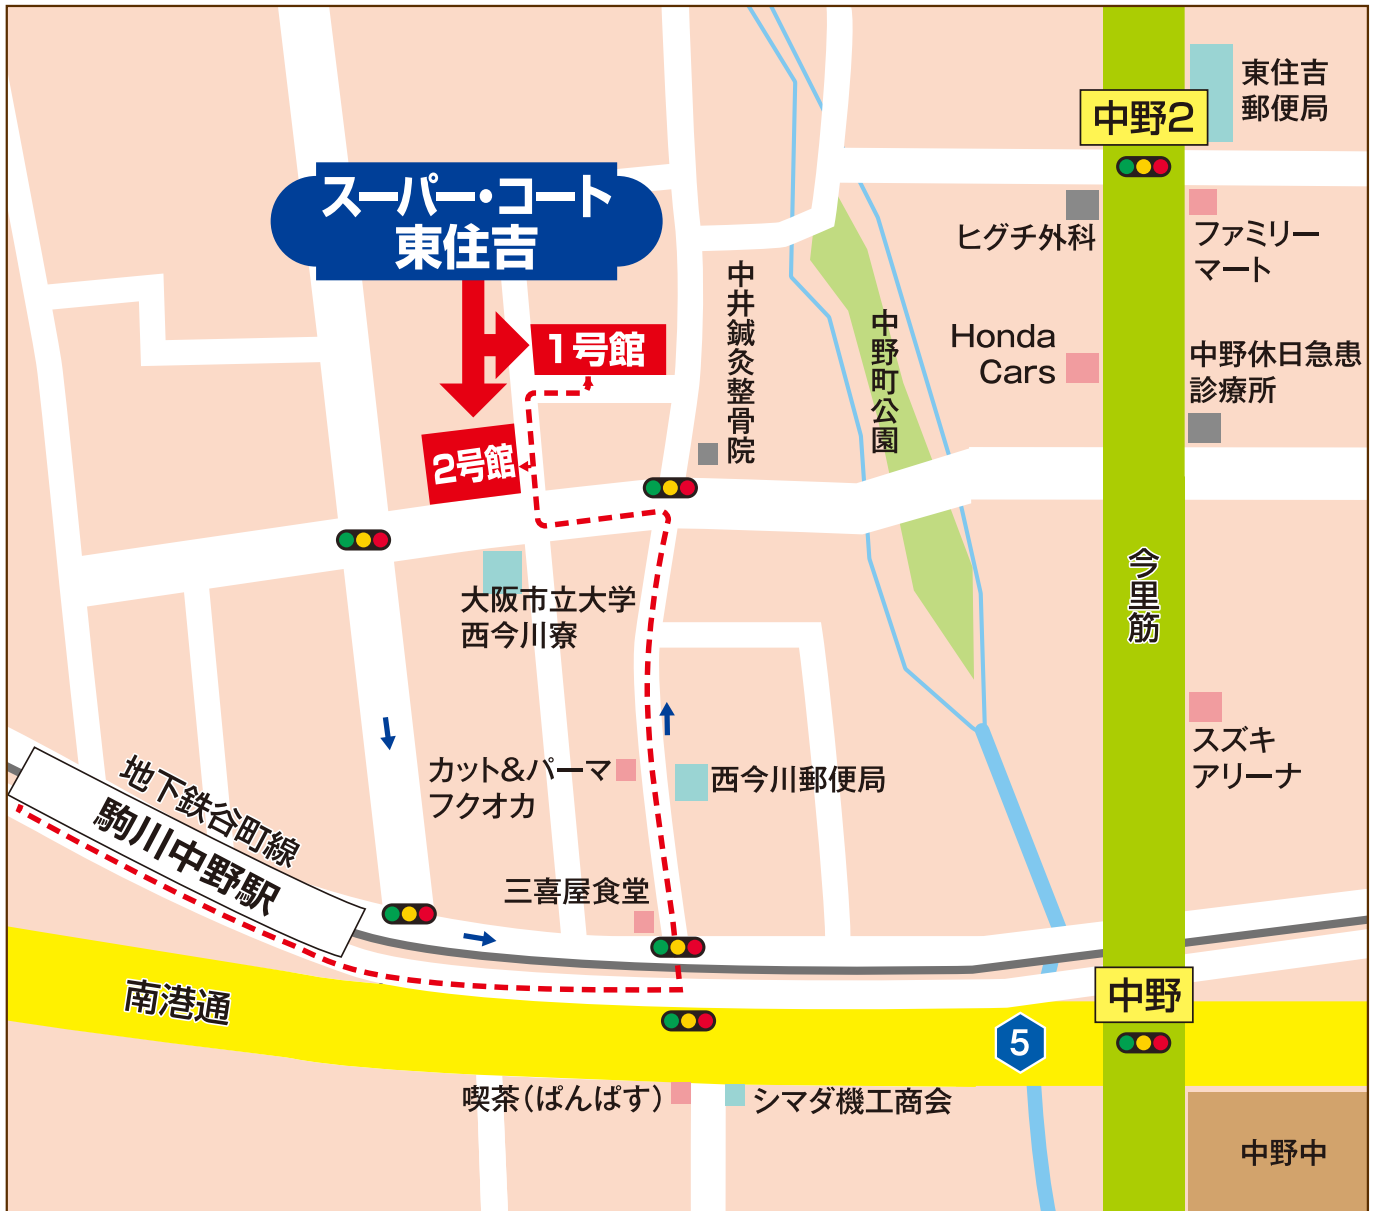 東住吉
郵便局
中野2
スーパー・コート
東住吉
ヒグチ外科
ファミリー
マート
中井鍼灸整骨院
中野町公園
1号館
Honda
Cars
中野休日急患
診療所
2号館
今里筋
大阪市立大学
西今川寮
スズキ
アリーナ
カット&パーマ
フクオカ
西今川郵便局
地下鉄谷町線
駒川中野駅
三喜屋食堂
南港通
中野
5
喫茶(ぱんぱす)
シマダ機工商会
中野中